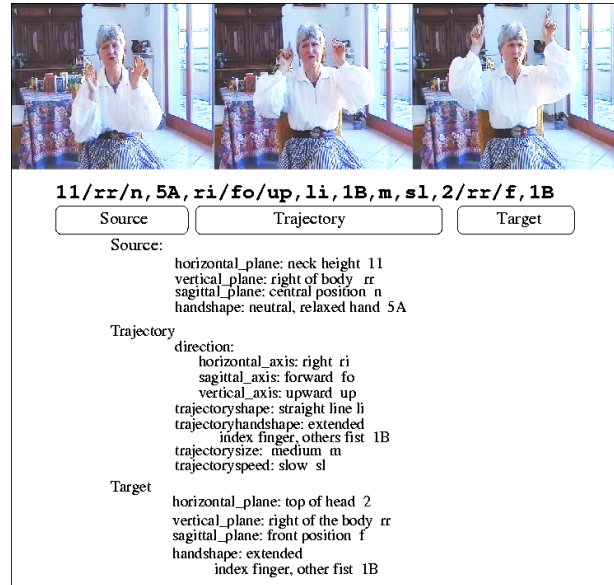 11/rr/n,5A,ri/fo/up,li,1B,m,sl,2/rr/f,1B
Source Trajectory Target
Source:
horizontal_plane: neck height 11
vertical_plane: right of body rr
sagittal_plane: central position n
handshape: neutral, relaxed hand 5A
Trajectory
direction:
horizontal_axis: right ri
sagittal_axis: forward fo
vertical_axis: upward up
trajectoryshape: straight line li
trajectoryhandshape: extended
index finger, others fist 1B
trajectorysize: medium m
trajectoryspeed: slow sl
Target
horizontal_plane: top of head 2
vertical_plane: right of the body rr
sagittal_plane: front position f
handshape: extended
index finger, other fist 1B